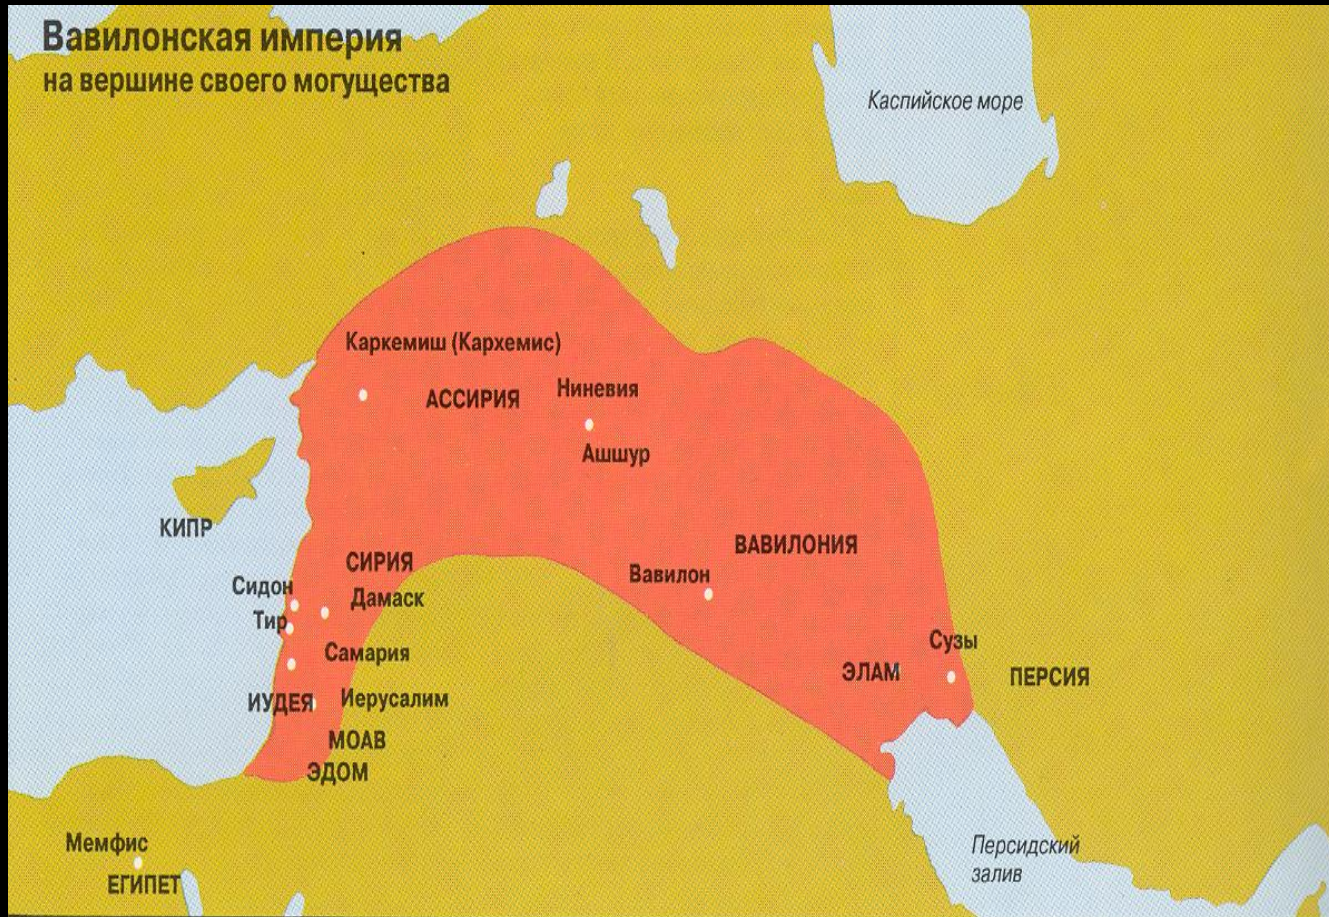 Вавилонская империя
на вершине своего могущества
Каспийское море
Каркемиш (Кархемис)
АССИРИЯ
Ниневия
Ашшур
КИПР
СИРИЯ
ВАВИЛОНИЯ
Вавилон
Сидон
Дамаск
Тир
Самария
Сузы
ЭЛАМ
ПЕРСИЯ
ИУДЕЯ
Иерусалим
МОАВ
ЭДОМ
Мемфис
ЕГИПЕТ
Персидский
залив